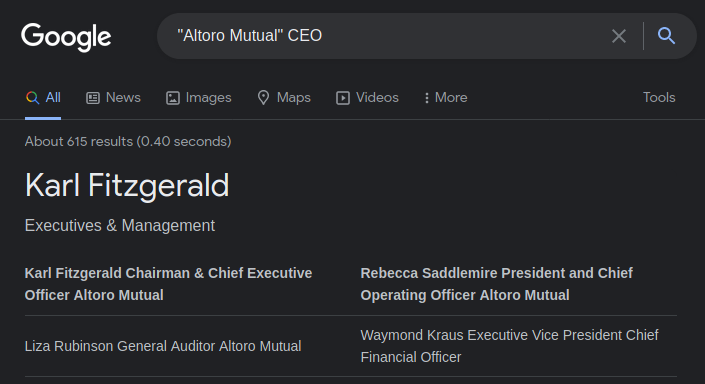 Google
"Altoro Mutual" CEO
All
News
Images
Maps
Videos
More
Tools
About 615 results (0.40 seconds)
Karl Fitzgerald
Executives & Management
Karl Fitzgerald Chairman & Chief Executive
Officer Altoro Mutual
Rebecca Saddlemire President and Chief
Operating Officer Altoro Mutual
Liza Rubinson General Auditor Altoro Mutual
Waymond Kraus Executive Vice President Chief
Financial Officer